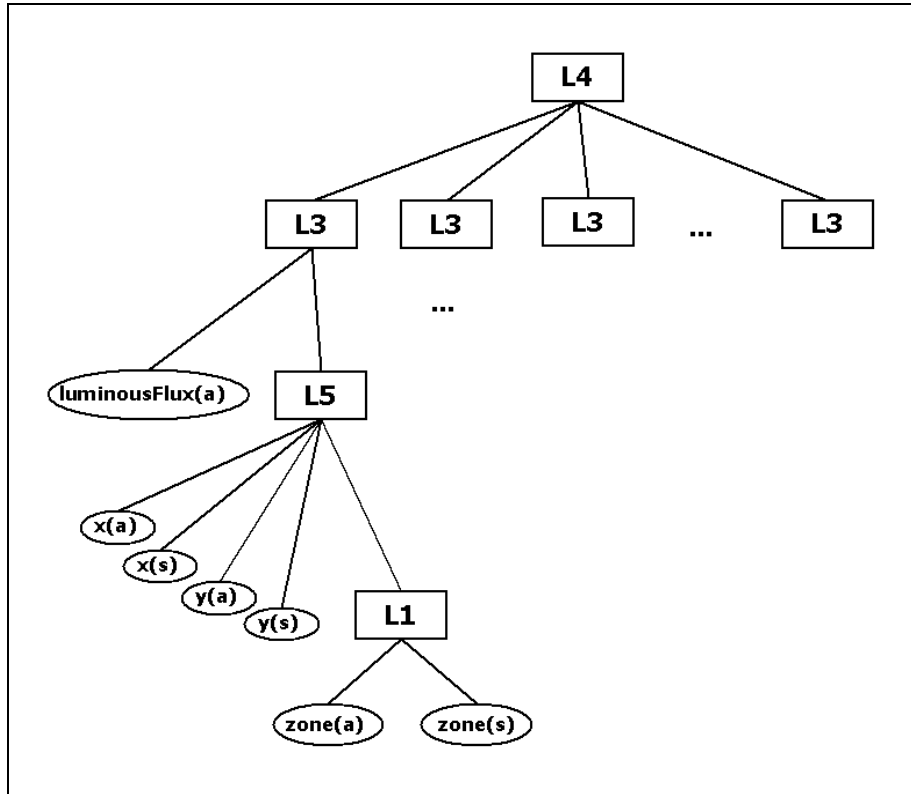 L4
L3
L3
L3
...
L3
...
luminousFlux(a)
L5
x(a)
x(s)
y(a)
y(s)
L1
zone(a)
zone(s)